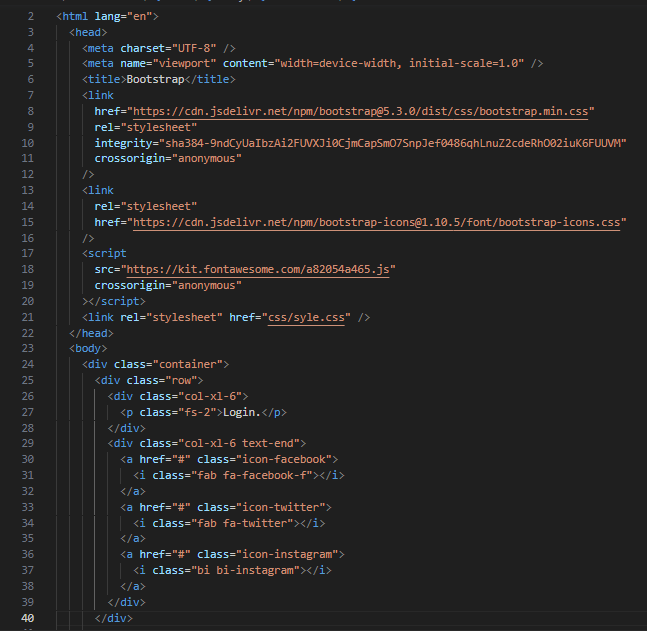 2 <html lang="en">
3 <head>
4 <meta charset="UTF-8" />
5 <meta name="viewport" content="width=device-width, initial-scale=1.0" />
6 <title>Bootstrap</title>
7 <link
8 href="https://cdn.jsdelivr.net/npm/bootstrap@5.3.0/dist/css/bootstrap.min.css"
9 rel="stylesheet"
10 integrity="sha384-9ndCyUaIbzAi2FUVXJi0CjmCapSmO7SnpJef0486qhLnuZ2cdeRhO02iuK6FUUVM"
11 crossorigin="anonymous"
12 />
13 <link
14 rel="stylesheet"
15 href="https://cdn.jsdelivr.net/npm/bootstrap-icons@1.10.5/font/bootstrap-icons.css"
16 />
17 <script
18 src="https://kit.fontawesome.com/a82054a465.js"
19 crossorigin="anonymous"
20 ></script>
21 <link rel="stylesheet" href="css/syle.css" />
22 </head>
23 <body>
24 <div class="container">
25 <div class="row">
26 <div class="col-xl-6">
27 <p class="fs-2">Login.</p>
28 </div>
29 <div class="col-xl-6 text-end">
30 <a href="#" class="icon-facebook">
31 <i class="fab fa-facebook-f"></i>
32 </a>
33 <a href="#" class="icon-twitter">
34 <i class="fab fa-twitter"></i>
35 </a>
36 <a href="#" class="icon-instagram">
37 <i class="bi bi-instagram"></i>
38 </a>
39 </div>
40 </div>